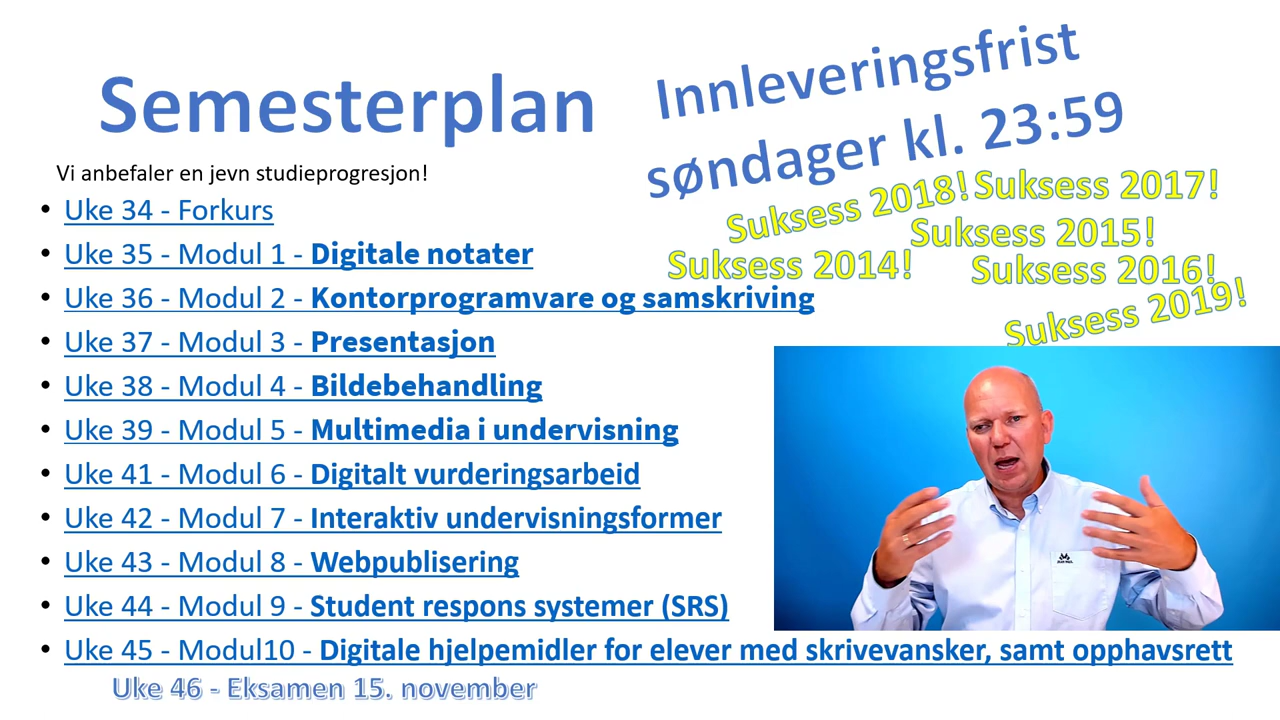 Semesterplan
Innleveringsfrist
søndager kl. 23:59
Vi anbefaler en jevn studieprogresjon!
Suksess 2018!
Suksess 2017!
Suksess 2015!
Suksess 2014!
Suksess 2016!
Suksess 2019!
• Uke 34 - Forkurs
• Uke 35 - Modul 1 - Digitale notater
• Uke 36 - Modul 2 - Kontorprogramvare og samskriving
• Uke 37 - Modul 3 - Presentasjon
• Uke 38 - Modul 4 - Bildebehandling
• Uke 39 - Modul 5 - Multimedia i undervisning
• Uke 41 - Modul 6 - Digitalt vurderingsarbeid
• Uke 42 - Modul 7 - Interaktiv undervisningsformer
• Uke 43 - Modul 8 - Webpublisering
• Uke 44 - Modul 9 - Student respons systemer (SRS)
• Uke 45 - Modul10 - Digitale hjelpemidler for elever med skrivevansker, samt opphavsrett
Uke 46 - Eksamen 15. november